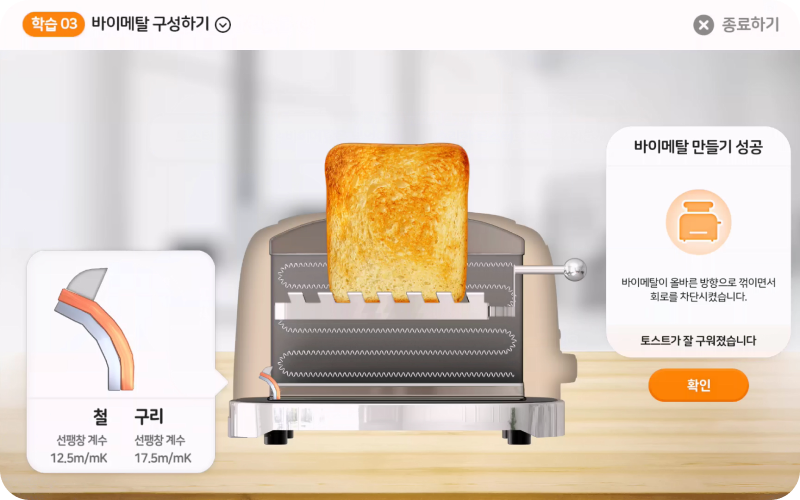 학습 03 바이메탈 구성하기
종료하기
바이메탈 만들기 성공
바이메탈이 올바른 방향으로 꺾이면서
회로를 차단시켰습니다.
토스트가 잘 구워졌습니다
확인
철 구리
선팽창 계수 선팽창 계수
12.5m/mK 17.5m/mK